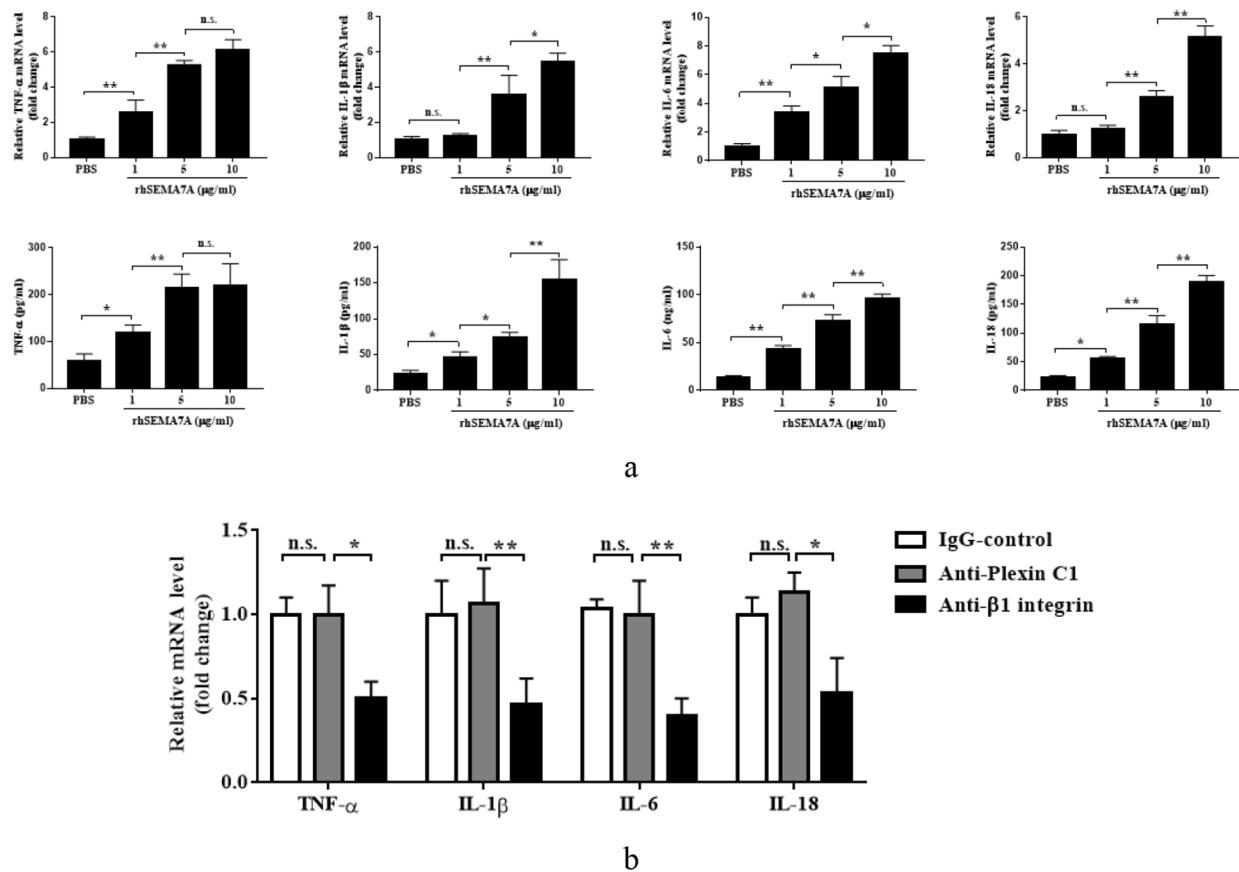 Relative TNF-α mRNA level
(fold change)
8
6
4
2
0
**
**
n.s.
PBS
1
5
10
rhSEMA7A (μg/ml)
Relative IL-1β mRNA level
(fold change)
8
6
4
2
0
n.s.
**
*
PBS
1
5
10
rhSEMA7A (μg/ml)
Relative IL-6 mRNA level
(fold change)
10
8
6
4
2
0
**
*
*
PBS
1
5
10
rhSEMA7A (μg/ml)
Relative IL-18 mRNA level
(fold change)
6
4
2
0
n.s.
**
**
PBS
1
5
10
rhSEMA7A (μg/ml)
TNF-α (pg/ml)
300
200
100
0
*
**
n.s.
PBS
1
5
10
rhSEMA7A (μg/ml)
IL-1β (pg/ml)
200
150
100
50
0
*
*
**
PBS
1
5
10
rhSEMA7A (μg/ml)
IL-6 (ng/ml)
150
100
50
0
**
**
**
PBS
1
5
10
rhSEMA7A (μg/ml)
IL-18 (pg/ml)
250
200
150
100
50
0
*
**
**
PBS
1
5
10
rhSEMA7A (μg/ml)
a
Relative mRNA level
(fold change)
1.5
1.0
0.5
0.0
n.s. *
n.s. **
n.s. **
n.s. *
TNF-α
IL-1β
IL-6
IL-18
IgG-control
Anti-Plexin C1
Anti-β1 integrin
b